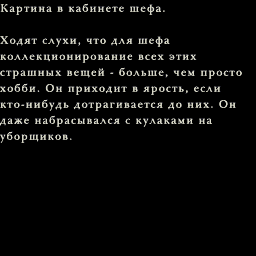 Картина в кабинете шефа.

Ходят слухи, что для шефа
коллекционирование всех этих
страшных вещей - больше, чем просто
хобби. Он приходит в ярость, если
кто-нибудь дотрагивается до них. Он
даже набрасывался с кулаками на
уборщиков.